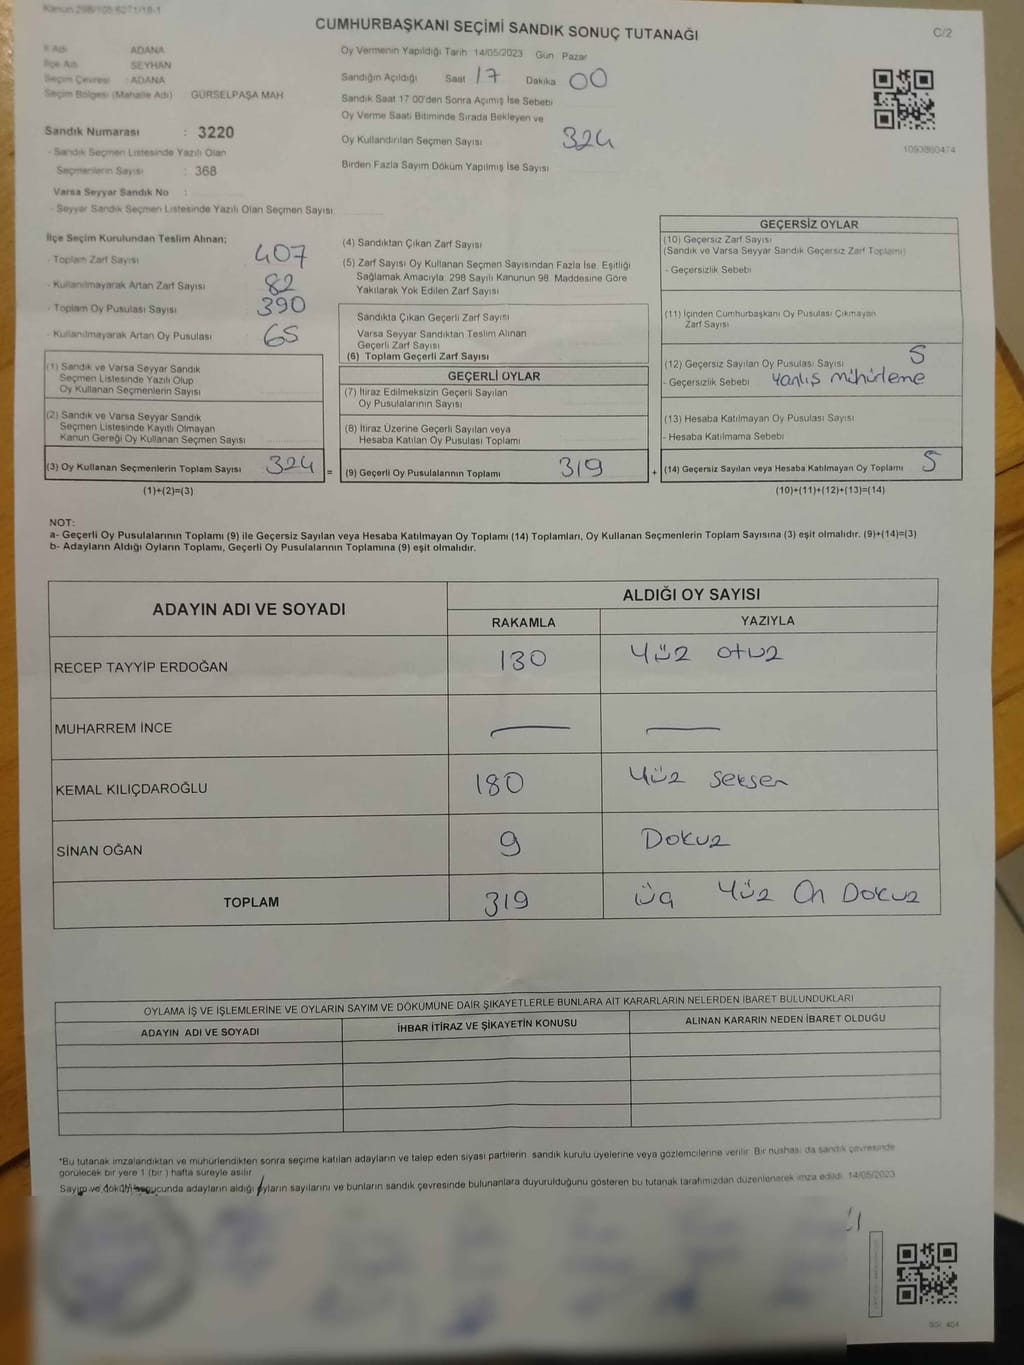 Kanun 298/105 6271/18-1
CUMHURBAŞKANI SEÇİMİ SANDIK SONUÇ TUTANAĞI
C/2
İl Adı ADANA
İlçe Adı SEYHAN
Seçim Çevresi : ADANA
Seçim Bölgesi (Mahalle Adı) GÜRSELPAŞA MAH
Sandık Numarası : 3220
- Sandık Seçmen Listesinde Yazılı Olan
Seçmenlerin Sayısı : 368
Varsa Seyyar Sandık No :
- Seyyar Sandık Seçmen Listesinde Yazılı Olan Seçmen Sayısı
Oy Vermenin Yapıldığı Tarih 14/05/2023 Gün Pazar
Sandığın Açıldığı Saat 17 Dakika 00
Sandık Saat 17 00'den Sonra Açımış İse Sebebi
Oy Verme Saati Bitiminde Sırada Bekleyen ve
Oy Kullandırılan Seçmen Sayısı 324
Birden Fazla Sayım Döküm Yapılmış İse Sayısı
1093860474
İlçe Seçim Kurulundan Teslim Alınan;
- Toplam Zarf Sayısı 407
- Kullanılmayarak Artan Zarf Sayısı 82
- Toplam Oy Pusulası Sayısı 390
- Kullanılmayarak Artan Oy Pusulası 65
(1) Sandık ve Varsa Seyyar Sandık
Seçmen Listesinde Yazılı Olup
Oy Kullanan Seçmenlerin Sayısı
(2) Sandık ve Varsa Seyyar Sandık
Seçmen Listesinde Kayıtlı Olmayan
Kanun Gereği Oy Kullanan Seçmen Sayısı
(3) Oy Kullanan Seçmenlerin Toplam Sayısı 324
(1)+(2)=(3)
(4) Sandıktan Çıkan Zarf Sayısı
(5) Zarf Sayısı Oy Kullanan Seçmen Sayısından Fazla İse, Eşitliği
Sağlamak Amacıyla 298 Sayılı Kanunun 98. Maddesine Göre
Yakılarak Yok Edilen Zarf Sayısı
Sandıkta Çıkan Geçerli Zarf Sayısı
Varsa Seyyar Sandıktan Teslim Alınan
Geçerli Zarf Sayısı
(6) Toplam Geçerli Zarf Sayısı
GEÇERLİ OYLAR
(7) İtiraz Edilmeksizin Geçerli Sayılan
Oy Pusulalarının Sayısı
(8) İtiraz Üzerine Geçerli Sayılan veya
Hesaba Katılan Oy Pusulası Toplamı
= (9) Geçerli Oy Pusulalarının Toplamı 319 +
GEÇERSİZ OYLAR
(10) Geçersiz Zarf Sayısı
(Sandık ve Varsa Seyyar Sandık Geçersiz Zarf Toplamı)
- Geçersizlik Sebebi
(11) İçinden Cumhurbaşkanı Oy Pusulası Çıkmayan
Zarf Sayısı
(12) Geçersiz Sayılan Oy Pusulası Sayısı 5
- Geçersizlik Sebebi Yanlış mühürleme
(13) Hesaba Katılmayan Oy Pusulası Sayısı
- Hesaba Katılmama Sebebi
(14) Geçersiz Sayılan veya Hesaba Katılmayan Oy Toplamı 5
(10)+(11)+(12)+(13)=(14)
NOT:
a- Geçerli Oy Pusulalarının Toplamı (9) ile Geçersiz Sayılan veya Hesaba Katılmayan Oy Toplamı (14) Toplamları, Oy Kullanan Seçmenlerin Toplam Sayısına (3) eşit olmalıdır. (9)+(14)=(3)
b- Adayların Aldığı Oyların Toplamı, Geçerli Oy Pusulalarının Toplamına (9) eşit olmalıdır.
ADAYIN ADI VE SOYADI
ALDIĞI OY SAYISI
RAKAMLA YAZIYLA
RECEP TAYYİP ERDOĞAN 130 Yüz otuz
MUHARREM İNCE — —
KEMAL KILIÇDAROĞLU 180 Yüz seksen
SİNAN OĞAN 9 Dokuz
TOPLAM 319 üç Yüz On Dokuz
OYLAMA İŞ VE İŞLEMLERİNE VE OYLARIN SAYIM VE DÖKÜMÜNE DAİR ŞİKAYETLERLE BUNLARA AİT KARARLARIN NELERDEN İBARET BULUNDUKLARI
ADAYIN ADI VE SOYADI İHBAR İTİRAZ VE ŞİKAYETİN KONUSU ALINAN KARARIN NEDEN İBARET OLDUĞU
*Bu tutanak imzalandıktan ve mühürlendikten sonra seçime katılan adayların ve talep eden siyasi partilerin sandık kurulu üyelerine veya gözlemcilerine verilir. Bir nushası da sandık çevresinde
görülecek bir yere 1 (bir ) hafta süreyle asılır.
Sayım ve döküm sonucunda adayların aldığı oyların sayılarını ve bunların sandık çevresinde bulunanlara duyurulduğunu gösteren bu tutanak tarafımızdan düzenlenerek imza edildi. 14/05/2023
SSI 404